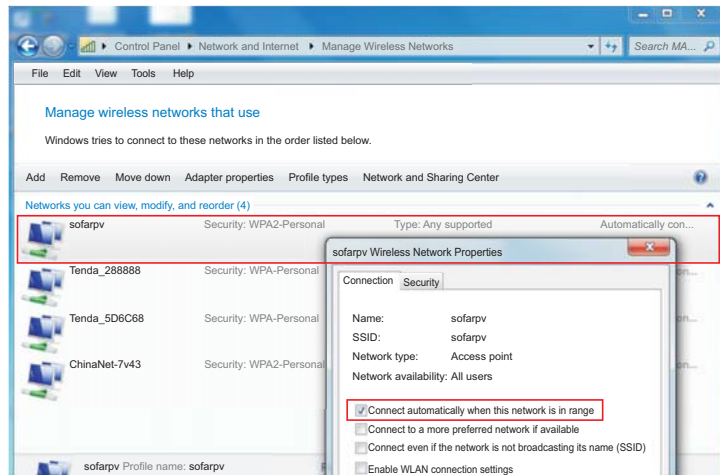 Control Panel Network and Internet Manage Wireless Networks Search MA...
File Edit View Tools Help
Manage wireless networks that use
Windows tries to connect to these networks in the order listed below.
Add Remove Move down Adapter properties Profile types Network and Sharing Center
Networks you can view, modify, and reorder (4)
sofarpv Security: WPA2-Personal Type: Any supported Automatically con...
sofarpv Wireless Network Properties
Tenda_288888 Security: WPA-Personal on...
Connection Security
Tenda_5D6C68 Security: WPA-Personal on...
Name: sofarpv
SSID: sofarpv
Network type: Access point
ChinaNet-7v43 Security: WPA2-Personal on...
Network availability: All users
Connect automatically when this network is in range
Connect to a more preferred network if available
Connect even if the network is not broadcasting its name (SSID)
sofarpv Profile name: sofarpv
Enable WLAN connection settings